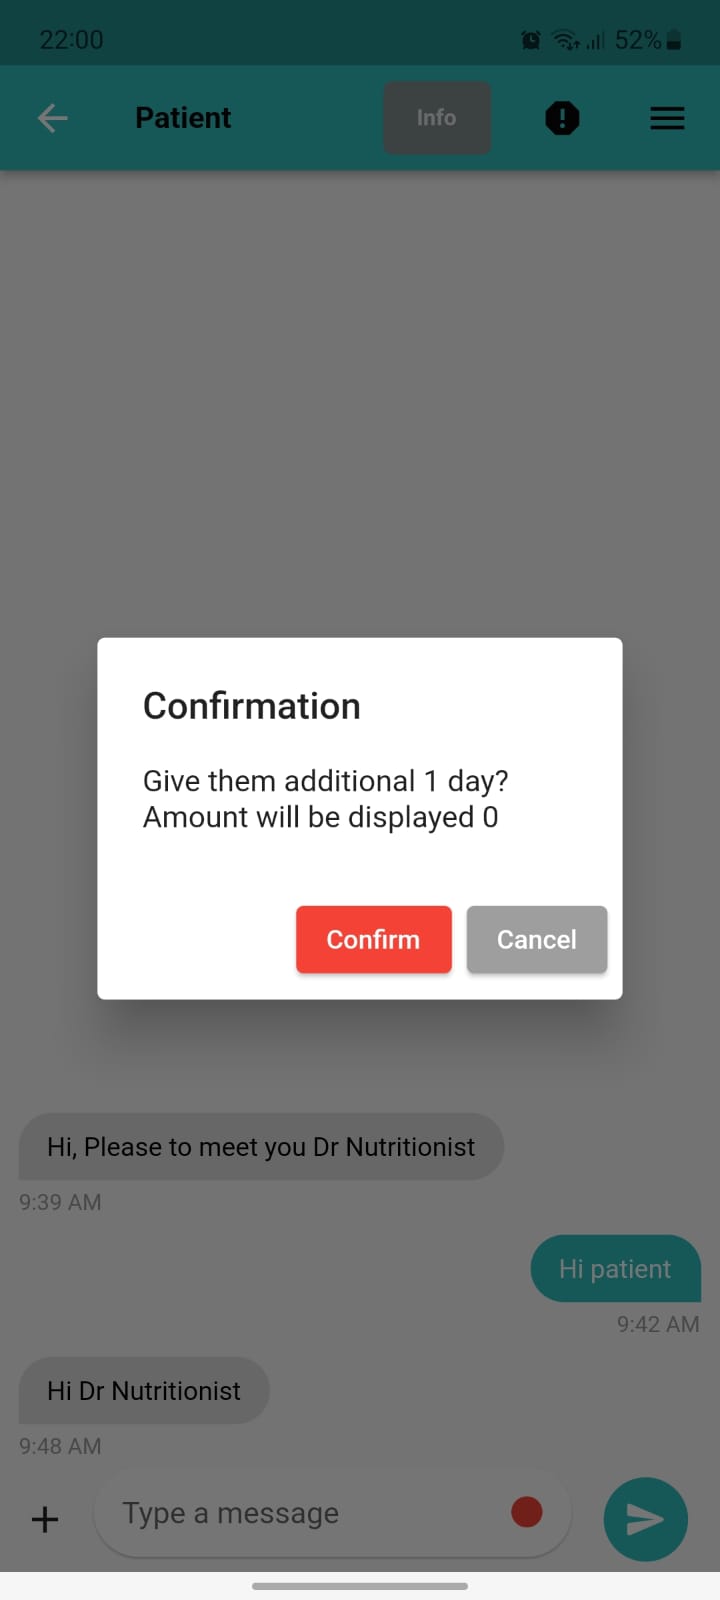 22:00
52%
Patient
Info
Confirmation
Give them additional 1 day?
Amount will be displayed 0
Confirm
Cancel
Hi, Please to meet you Dr Nutritionist
9:39 AM
Hi patient
9:42 AM
Hi Dr Nutritionist
9:48 AM
Type a message